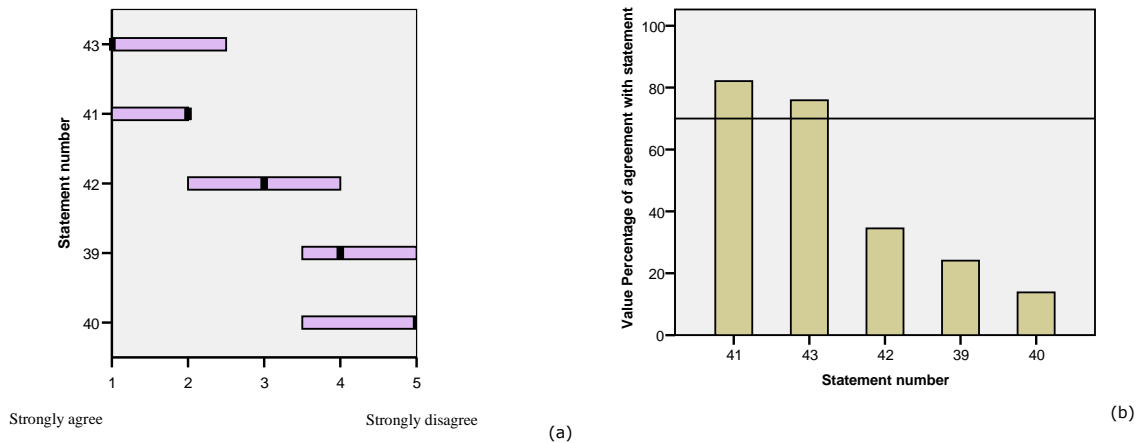 Statement number
43
41
42
39
40
1 2 3 4 5
Strongly agree Strongly disagree
(a)
Value Percentage of agreement with statement
100
80
60
40
20
0
41 43 42 39 40
Statement number
(b)